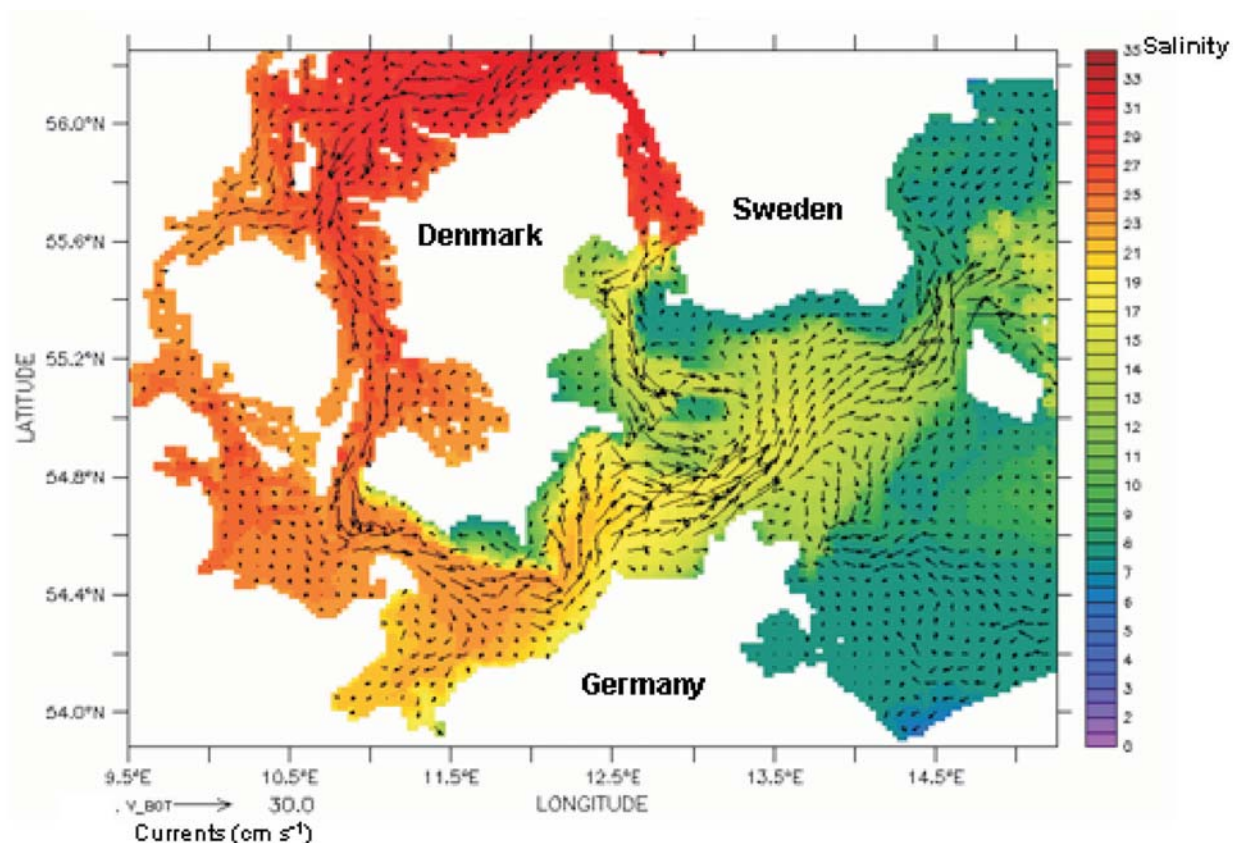 35 Salinity
33
31
29
27
25
23
21
19
17
15
14
13
12
11
10
9
8
7
6
5
4
3
2
1
0
56.0°N
55.6°N
55.2°N
54.8°N
54.4°N
54.0°N
LATITUDE
Denmark
Sweden
Germany
9.5°E 10.5°E 11.5°E 12.5°E 13.5°E 14.5°E
LONGITUDE
. V_BOT 30.0
Currents (cm s⁻¹)